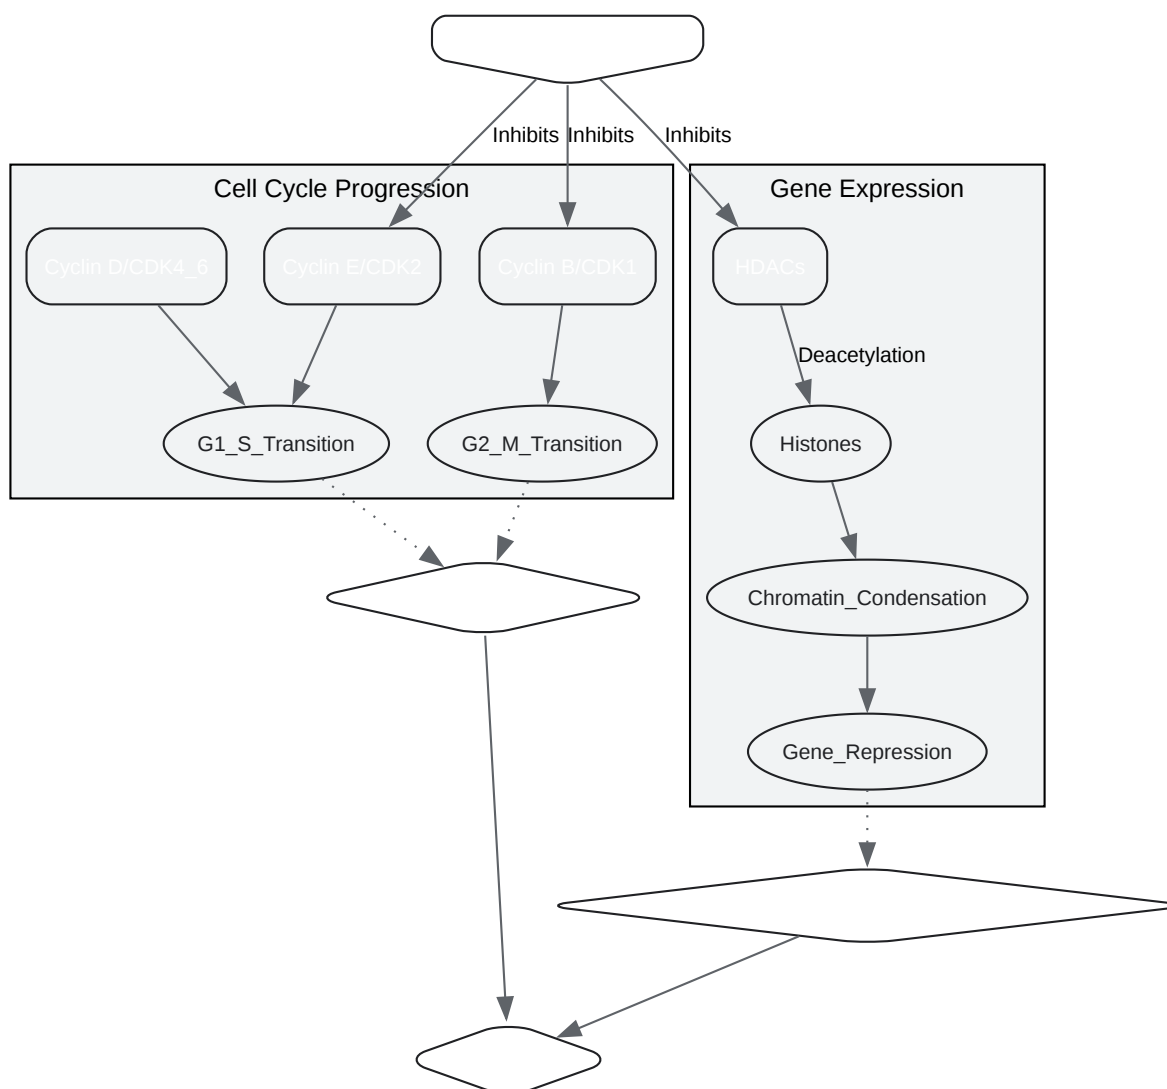 Inhibits
Inhibits
Inhibits
Cell Cycle Progression
Gene Expression
Cyclin D/CDK4_6
Cyclin E/CDK2
Cyclin B/CDK1
HDACs
Deacetylation
G1_S_Transition
G2_M_Transition
Histones
Chromatin_Condensation
Gene_Repression